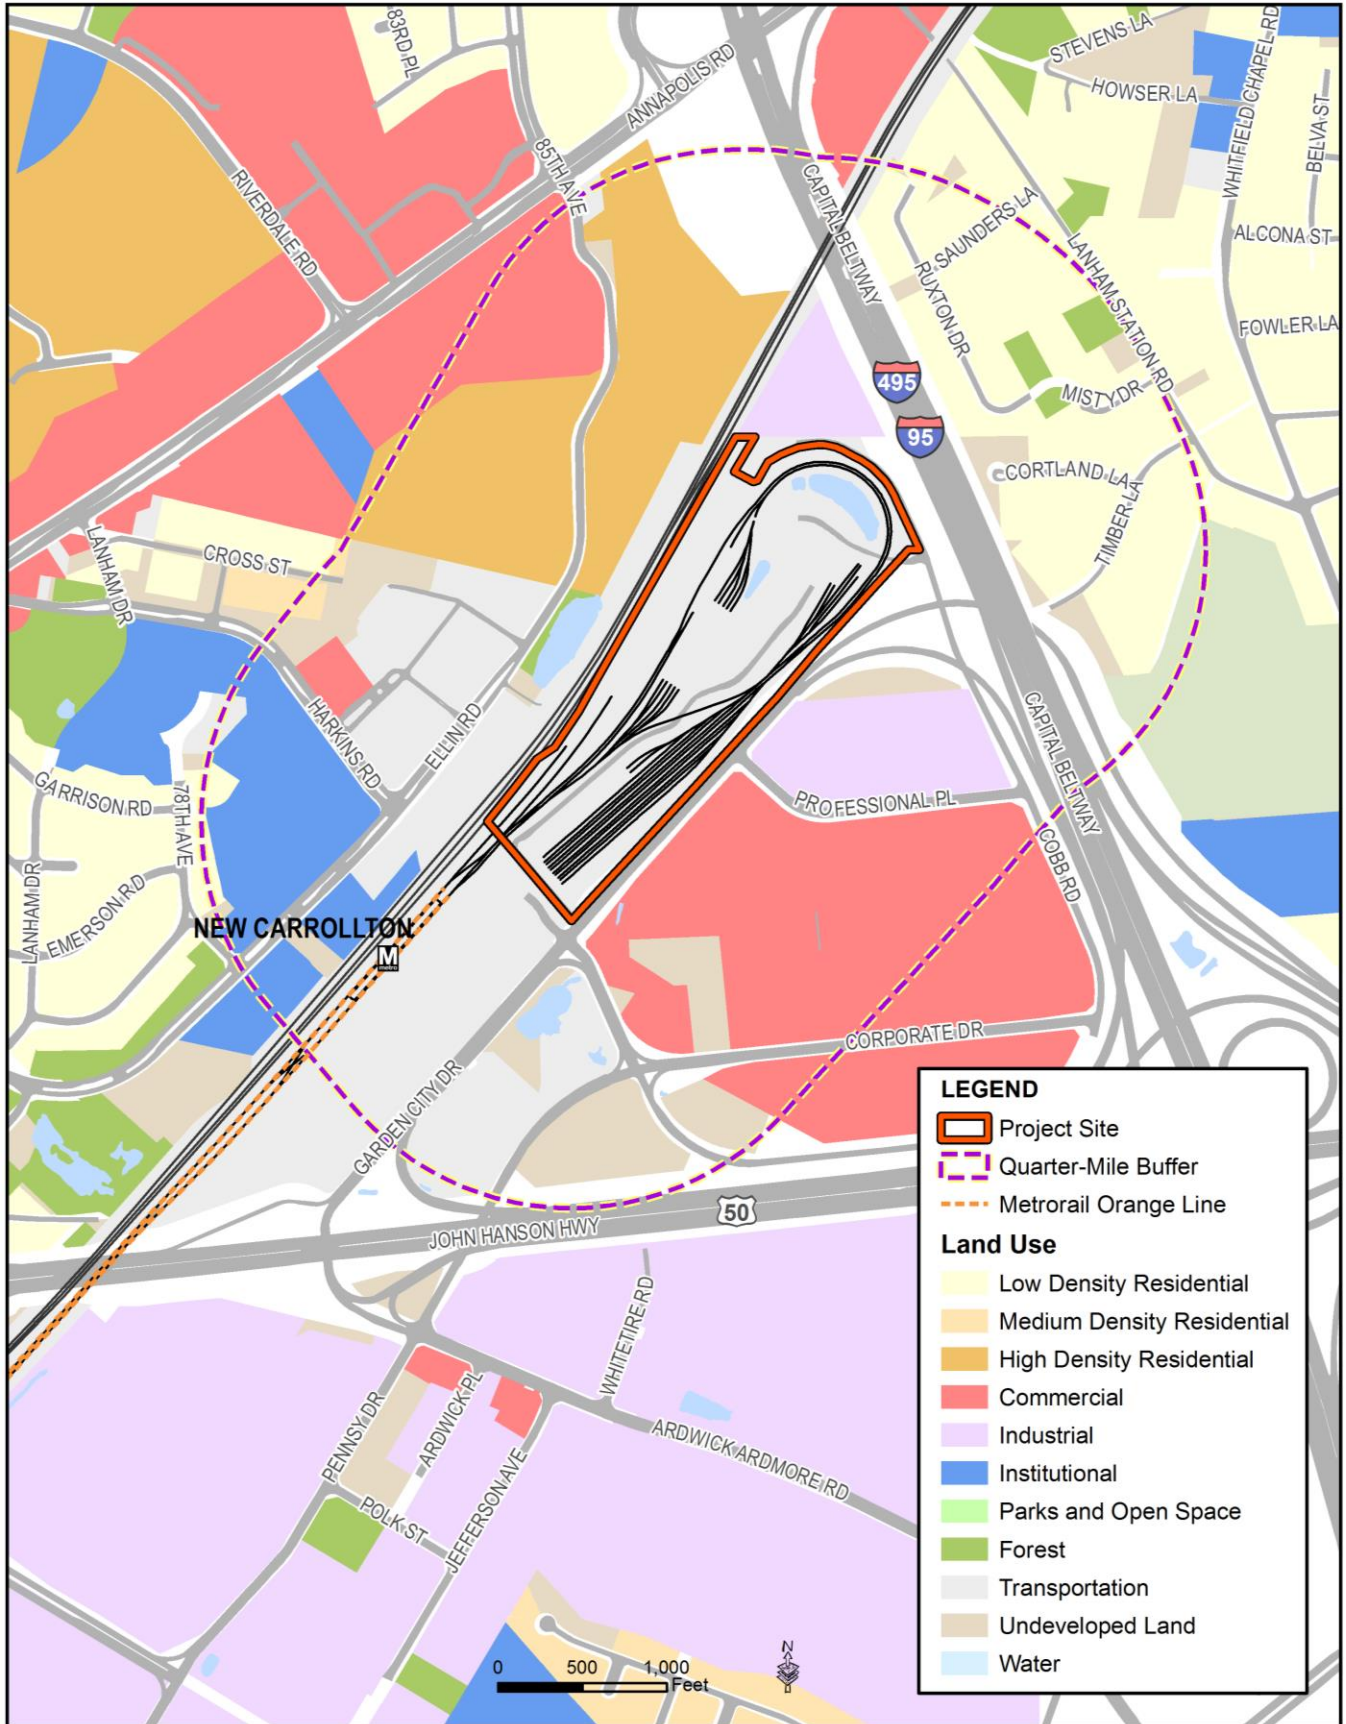 83RD PL
ANNAPOLIS RD
STEVENS LA
HOWSER LA
WHITFIELD CHAPEL RD
BELVA ST
85TH AVE
RIVERDALE RD
CAPITAL BELTWAY
SAUNDERS LA
RUXTON DR
LANHAM STATION RD
ALCONA ST
FOWLER LA
MISTY DR
495
95
CORTLAND LA
TIMBER LA
LANHAM DR
CROSS ST
HARKINS RD
ELLIN RD
GARRISON RD
78TH AVE
LANHAM DR
EMERSON RD
NEW CARROLLTON
M
metro
PROFESSIONAL PL
CAPITAL BELTWAY
COBB RD
CORPORATE DR
GARDEN CITY DR
JOHN HANSON HWY
50
WHITETIRE RD
PENNSY DR
ARDWICK PL
ARDWICK ARDMORE RD
JEFFERSON AVE
POLK ST
LEGEND
Project Site
Quarter-Mile Buffer
Metrorail Orange Line
Land Use
Low Density Residential
Medium Density Residential
High Density Residential
Commercial
Industrial
Institutional
Parks and Open Space
Forest
Transportation
Undeveloped Land
Water
0 500 1,000
Feet
N